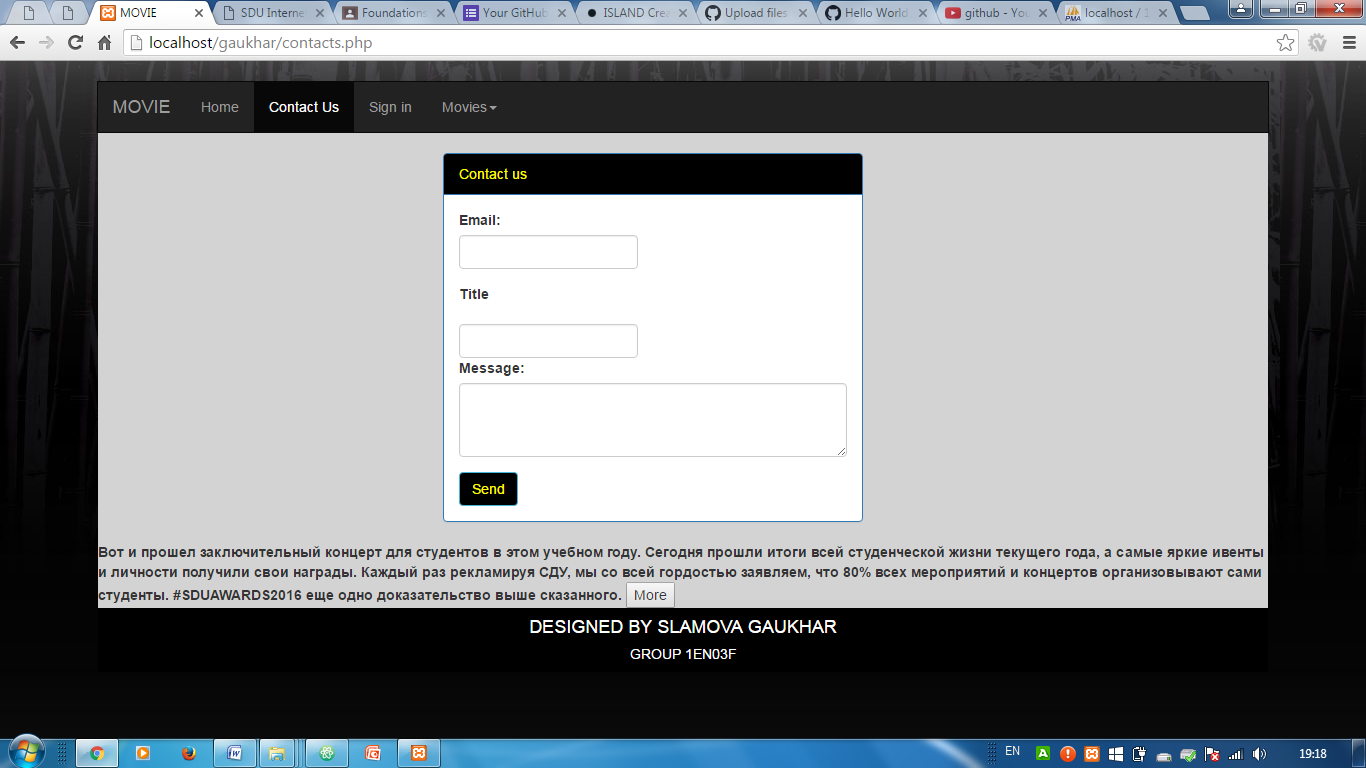 MOVIE
SDU Interne
Foundations
Your GitHub
ISLAND Crea
Upload files
Hello World
github - You
localhost / 1
localhost/gaukhar/contacts.php
MOVIE Home Contact Us Sign in Movies
Contact us
Email:
Title
Message:
Send
Вот и прошел заключительный концерт для студентов в этом учебном году. Сегодня прошли итоги всей студенческой жизни текущего года, а самые яркие ивенты
и личности получили свои награды. Каждый раз рекламируя СДУ, мы со всей гордостью заявляем, что 80% всех мероприятий и концертов организовывают сами
студенты. #SDUAWARDS2016 еще одно доказательство выше сказанного. More
DESIGNED BY SLAMOVA GAUKHAR
GROUP 1EN03F
EN 19:18